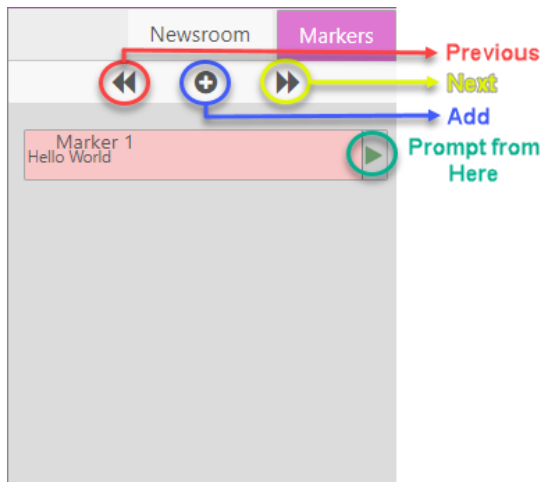 Newsroom
Markers
Previous
Next
Add
Marker 1
Hello World
Prompt from
Here